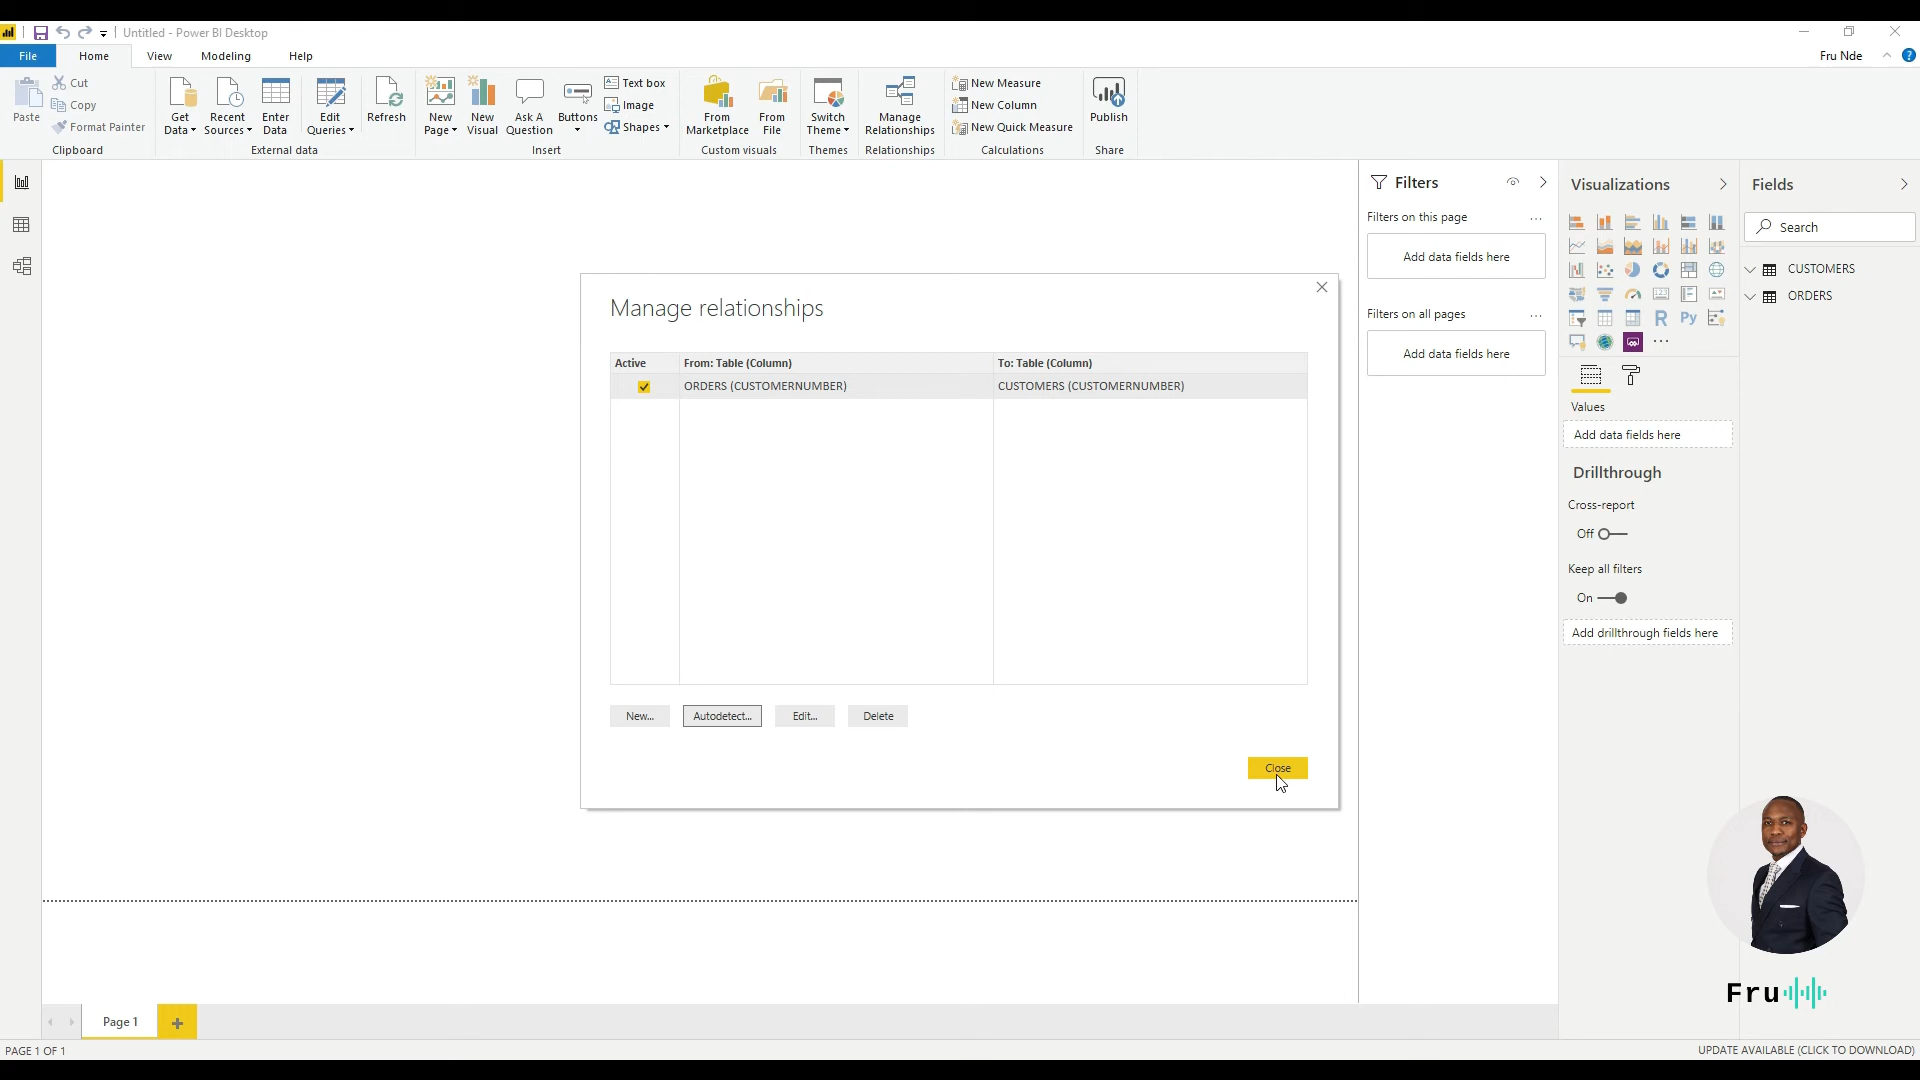 Untitled - Power BI Desktop
File Home View Modeling Help Fru Nde ?
Paste
Cut
Copy
Format Painter
Clipboard
Get Data
Recent Sources
Enter Data
Edit Queries
Refresh
External data
New Page
New Visual
Ask A Question
Buttons
Text box
Image
Shapes
Insert
From Marketplace
From File
Custom visuals
Switch Theme
Themes
Manage Relationships
Relationships
New Measure
New Column
New Quick Measure
Calculations
Publish
Share
Manage relationships
Active From: Table (Column) To: Table (Column)
ORDERS (CUSTOMERNUMBER) CUSTOMERS (CUSTOMERNUMBER)
New... Autodetect... Edit... Delete
Close
Filters
Filters on this page ...
Add data fields here
Filters on all pages ...
Add data fields here
Visualizations
123
R Py
...
Values
Add data fields here
Drillthrough
Cross-report
Off
Keep all filters
On
Add drillthrough fields here
Fields
Search
CUSTOMERS
ORDERS
Fru
Page 1 +
PAGE 1 OF 1
UPDATE AVAILABLE (CLICK TO DOWNLOAD)